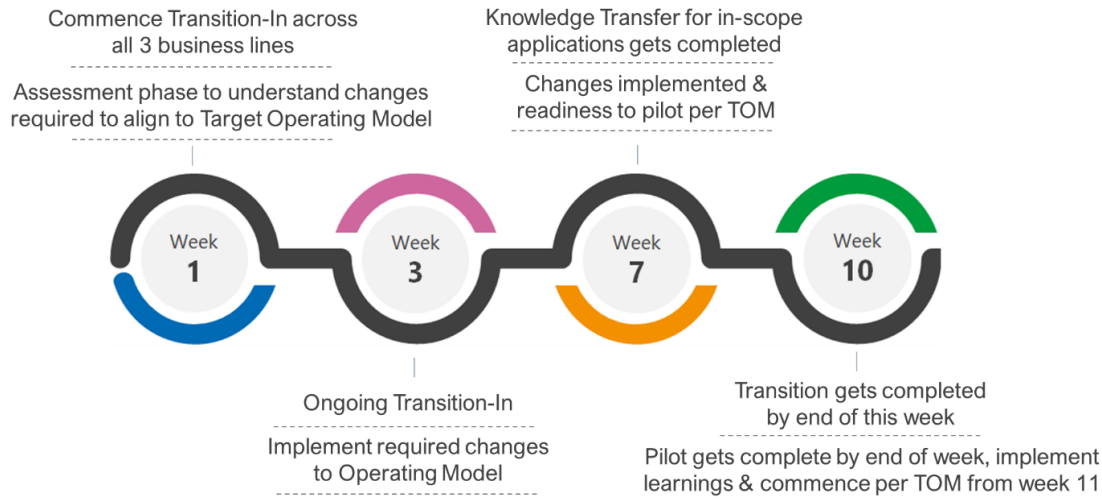 Commence Transition-In across
all 3 business lines
Assessment phase to understand changes
required to align to Target Operating Model
Knowledge Transfer for in-scope
applications gets completed
Changes implemented &
readiness to pilot per TOM
Week
1
Week
3
Week
7
Week
10
Ongoing Transition-In
Implement required changes
to Operating Model
Transition gets completed
by end of this week
Pilot gets complete by end of week, implement
learnings & commence per TOM from week 11